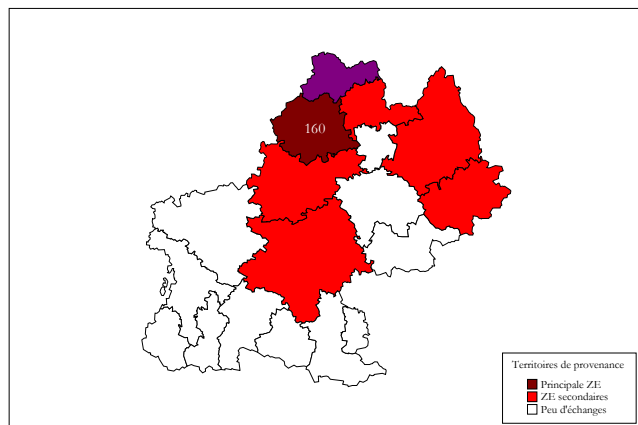 160
Territoires de provenance
Principale ZE
ZE secondaires
Peu d'échanges